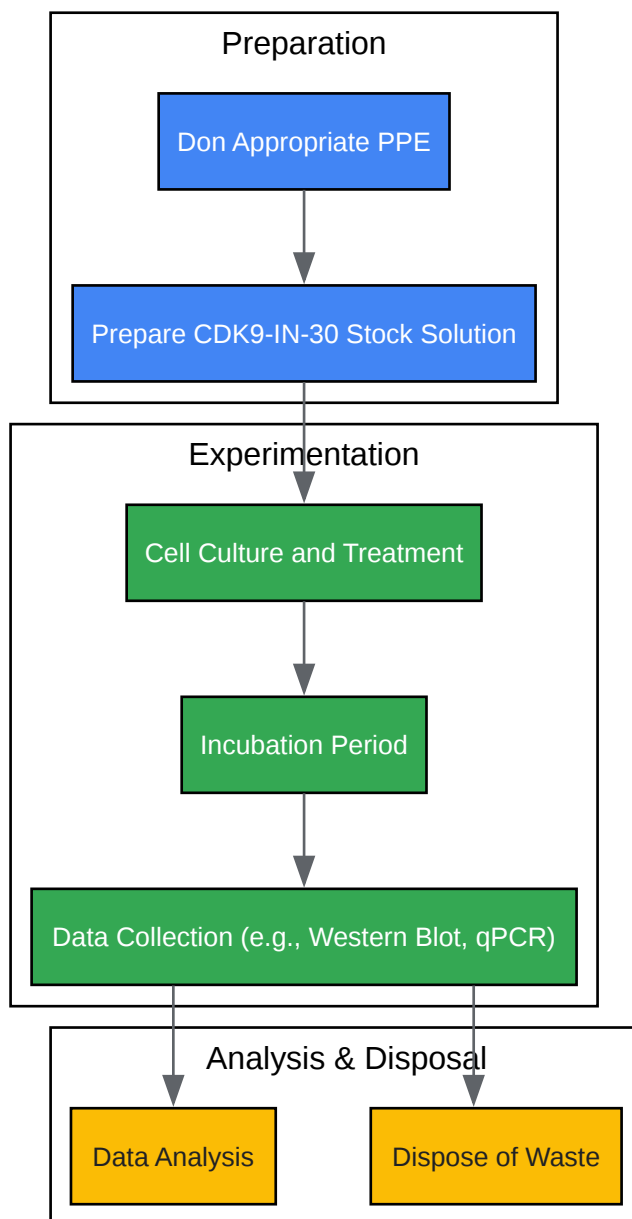 Preparation
Don Appropriate PPE
Prepare CDK9-IN-30 Stock Solution
Experimentation
Cell Culture and Treatment
Incubation Period
Data Collection (e.g., Western Blot, qPCR)
Analysis & Disposal
Data Analysis
Dispose of Waste